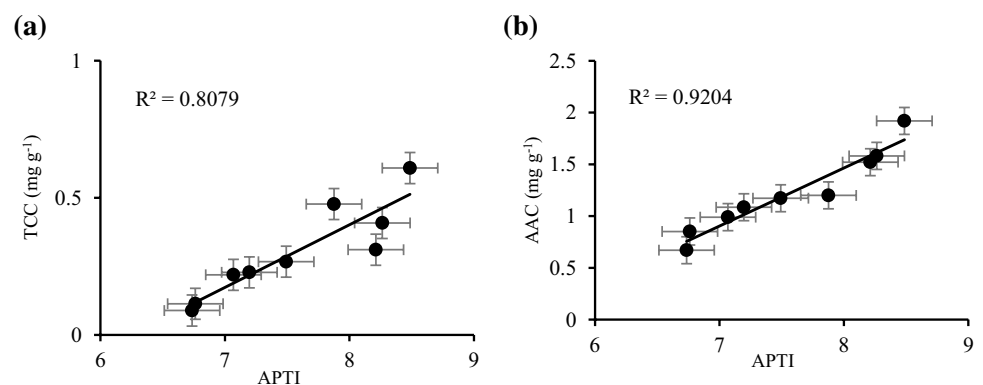 (a)
1
R² = 0.8079
TCC (mg g⁻¹)
0.5
0
6 7 8 9
APTI
(b)
2.5
R² = 0.9204
2
AAC (mg g⁻¹)
1.5
1
0.5
0
6 7 8 9
APTI